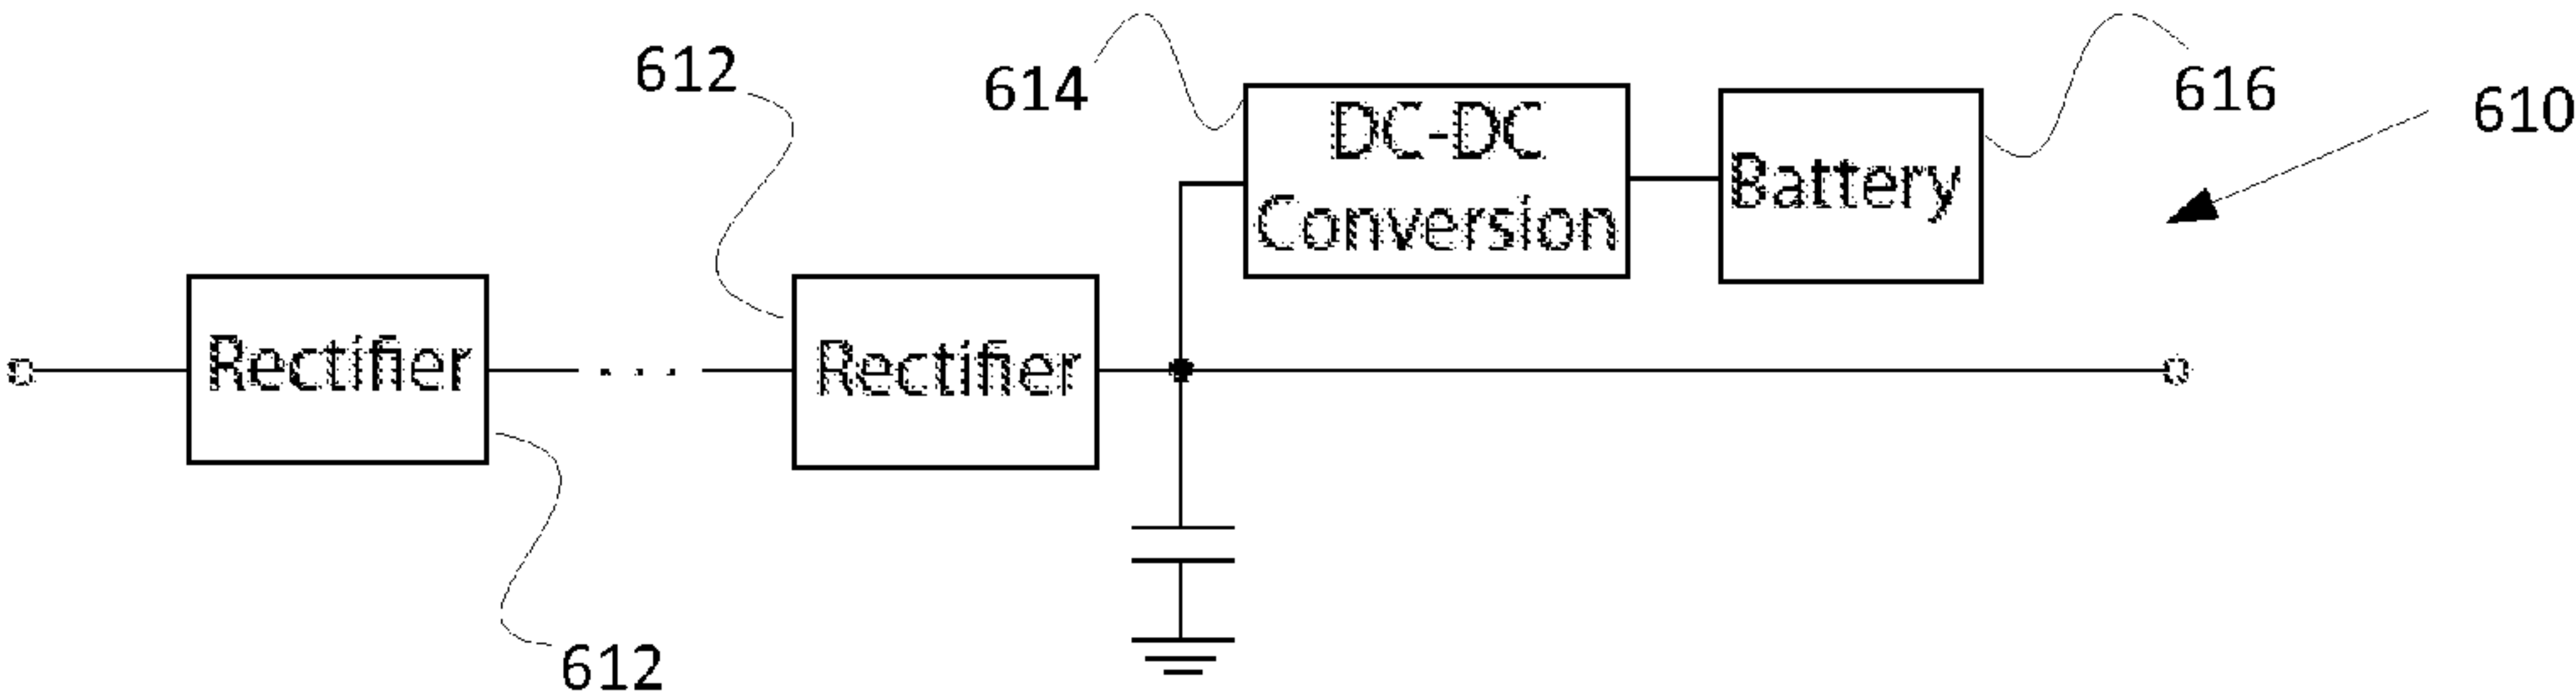 612
614
DC-DC
Conversion
Battery
616
610
Rectifier
. . .
Rectifier
612